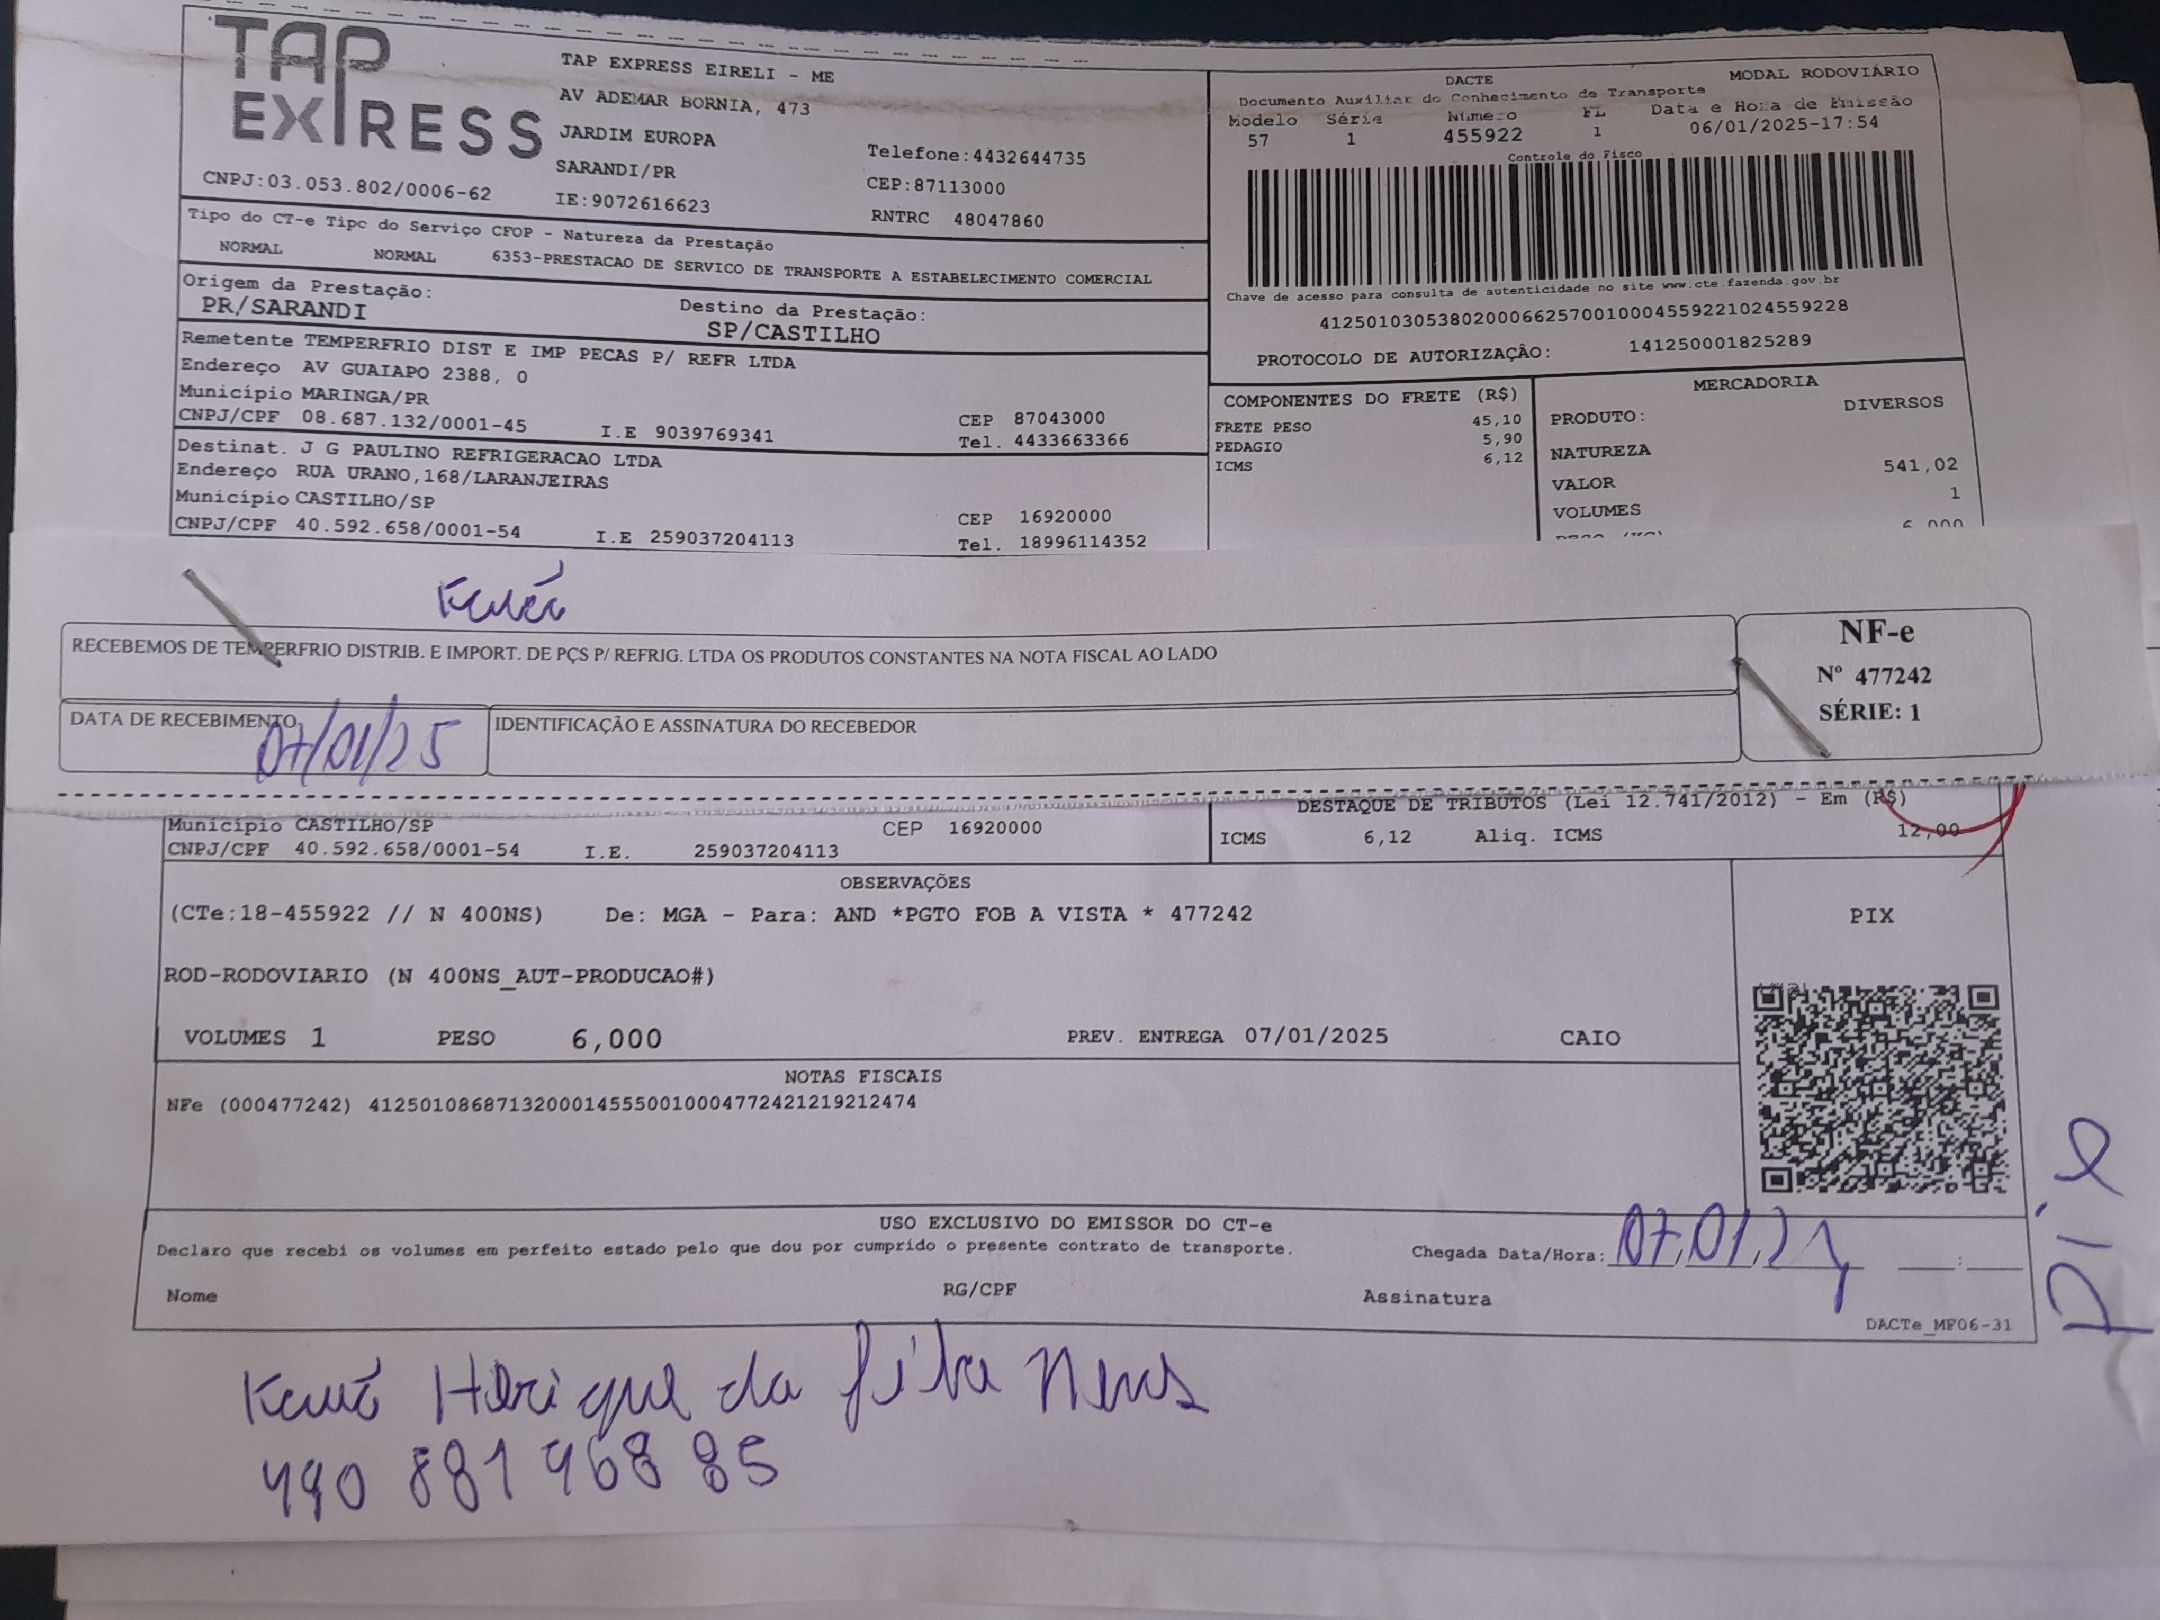 TAP EXPRESS
TAP EXPRESS EIRELI - ME
AV ADEMAR BORNIA, 473
JARDIM EUROPA
SARANDI/PR
CNPJ:03.053.802/0006-62
IE:9072616623
Telefone:4432644735
CEP:87113000
RNTRC 48047860
DACTE MODAL RODOVIÁRIO
Documento Auxiliar do Conhecimento de Transporte
Modelo Série Número FL Data e Hora de Emissão
57 1 455922 1 06/01/2025-17:54
Controle do Fisco
Chave de acesso para consulta de autenticidade no site www.cte.fazenda.gov.br
41250103053802000662570010004559221024559228
PROTOCOLO DE AUTORIZAÇÂO: 141250001825289
Tipo do CT-e Tipc do Serviço CFOP - Natureza da Prestação
NORMAL NORMAL 6353-PRESTACAO DE SERVICO DE TRANSPORTE A ESTABELECIMENTO COMERCIAL
Origem da Prestação: Destino da Prestação:
PR/SARANDI SP/CASTILHO
Remetente TEMPERFRIO DIST E IMP PECAS P/ REFR LTDA
Endereço AV GUAIAPO 2388, 0
Município MARINGA/PR CEP 87043000
CNPJ/CPF 08.687.132/0001-45 I.E 9039769341 Tel. 4433663366
Destinat. J G PAULINO REFRIGERACAO LTDA
Endereço RUA URANO,168/LARANJEIRAS
Município CASTILHO/SP CEP 16920000
CNPJ/CPF 40.592.658/0001-54 I.E 259037204113 Tel. 18996114352
COMPONENTES DO FRETE (R$)
FRETE PESO 45,10
PEDAGIO 5,90
ICMS 6,12
MERCADORIA
PRODUTO: DIVERSOS
NATUREZA
VALOR 541,02
VOLUMES 1
Kauã
RECEBEMOS DE TEMPERFRIO DISTRIB. E IMPORT. DE PÇS P/ REFRIG. LTDA OS PRODUTOS CONSTANTES NA NOTA FISCAL AO LADO
DATA DE RECEBIMENTO 07/01/25
IDENTIFICAÇÃO E ASSINATURA DO RECEBEDOR
NF-e
Nº 477242
SÉRIE: 1
Município CASTILHO/SP CEP 16920000
CNPJ/CPF 40.592.658/0001-54 I.E. 259037204113
DESTAQUE DE TRIBUTOS (Lei 12.741/2012) - Em (R$)
ICMS 6,12 Aliq. ICMS 12,00
OBSERVAÇÕES
(CTe:18-455922 // N 400NS) De: MGA - Para: AND *PGTO FOB A VISTA * 477242
ROD-RODOVIARIO (N 400NS_AUT-PRODUCAO#)
VOLUMES 1 PESO 6,000 PREV. ENTREGA 07/01/2025 CAIO
PIX
NOTAS FISCAIS
NFe (000477242) 41250108687132000145550010004772421219212474
USO EXCLUSIVO DO EMISSOR DO CT-e
Declaro que recebi os volumes em perfeito estado pelo que dou por cumprido o presente contrato de transporte.
Chegada Data/Hora: 07/01/
Nome RG/CPF Assinatura
DACTe_MF06-31
Kauã Henrique da
490 881 968 85